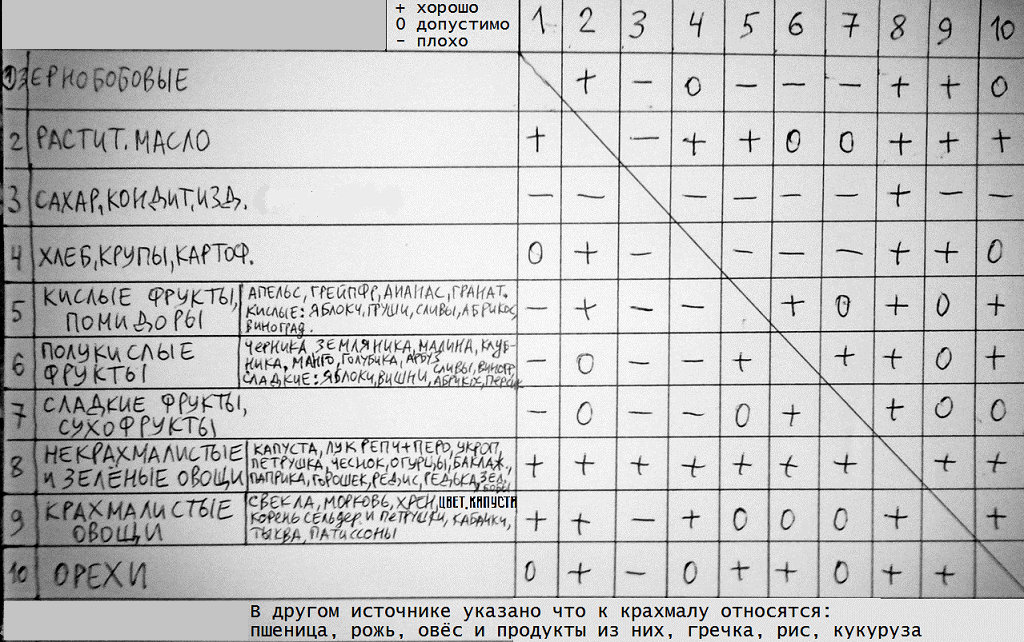 + хорошо
0 допустимо
- плохо
1 2 3 4 5 6 7 8 9 10
1 ЗЕРНОБОБОВЫЕ + − 0 − − − + + 0
2 РАСТИТ. МАСЛО + − + + 0 0 + + +
3 САХАР, КОНДИТ, ИЗД. − − − − − − + − −
4 ХЛЕБ, КРУПЫ, КАРТОФ. 0 + − − − − + + 0
5 КИСЛЫЕ ФРУКТЫ, ПОМИДОРЫ
АПЕЛЬС, ГРЕЙПФР, АНАНАС, ГРАНАТ.
КИСЛЫЕ: ЯБЛОКИ, ГРУШИ, СЛИВЫ, АБРИКОС,
ВИНОГРАД.
− + − − + 0 + 0 +
6 ПОЛУКИСЛЫЕ ФРУКТЫ
ЧЕРНИКА, ЗЕМЛЯНИКА, МАЛИНА, КЛУБ-
НИКА, МАНГО, ГОЛУБИКА, АРБУЗ
СЛАДКИЕ: ЯБЛОКИ, ВИШНИ, СЛИВЫ, ВИНОГР, АБРИКОС, ПЕРСИК
− 0 − − + + + 0 +
7 СЛАДКИЕ ФРУКТЫ,
СУХОФРУКТЫ
− 0 − − 0 + + 0 0
8 НЕКРАХМАЛИСТЫЕ
И ЗЕЛЁНЫЕ ОВОЩИ
КАПУСТА, ЛУК РЕПЧ+ПЕРО, УКРОП,
ПЕТРУШКА, ЧЕСНОК, ОГУРЦЫ, БАКЛАЖ.,
ПАПРИКА, ГОРОШЕК, РЕДИС, РЕДЬКА, ЗЕЛ. БОБЫ
+ + + + + + + + +
9 КРАХМАЛИСТЫЕ
ОВОЩИ
СВЕКЛА, МОРКОВЬ, ХРЕН, ЦВЕТ. КАПУСТА
КОРЕНЬ СЕЛЬДЕР. И ПЕТРУШКИ, КАБАЧКИ,
ТЫКВА, ПАТИССОНЫ
+ + − + 0 0 0 + +
10 ОРЕХИ 0 + − 0 + + 0 + +
В другом источнике указано что к крахмалу относятся:
пшеница, рожь, овёс и продукты из них, гречка, рис, кукуруза